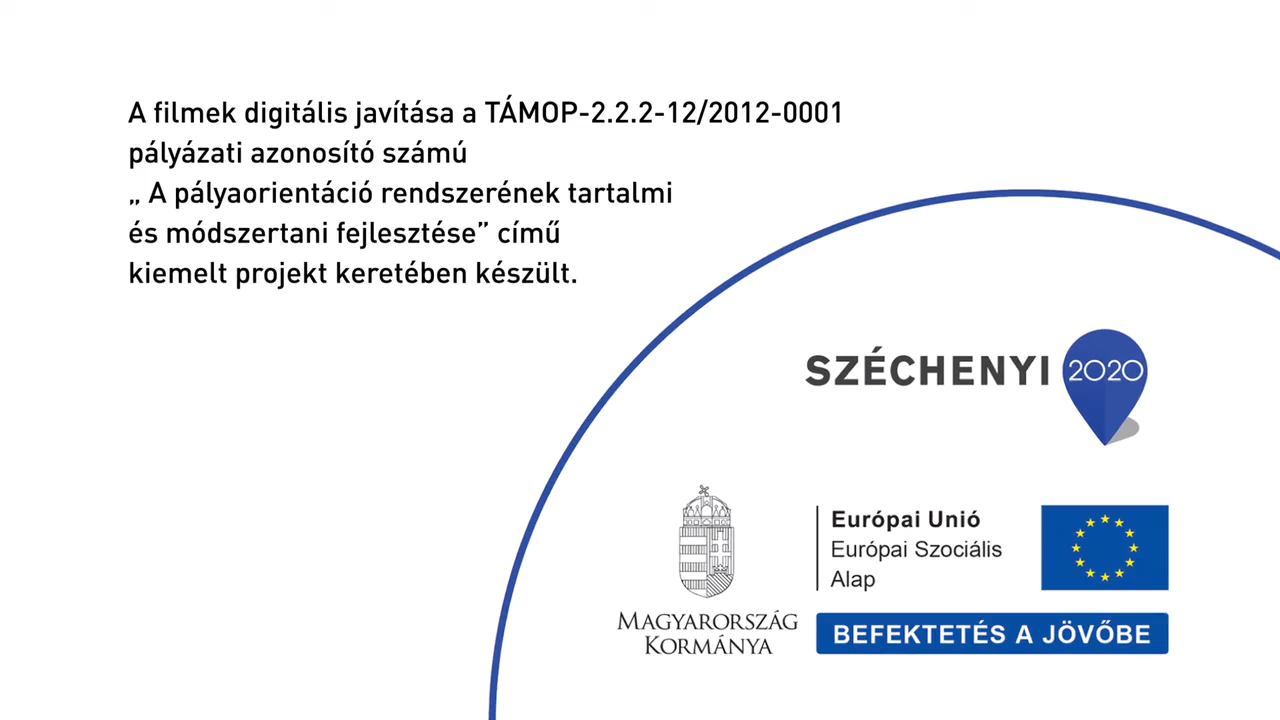 A filmek digitális javítása a TÁMOP-2.2.2-12/2012-0001
pályázati azonosító számú
„ A pályaorientáció rendszerének tartalmi
és módszertani fejlesztése” című
kiemelt projekt keretében készült.
SZÉCHENYI 2020
Európai Unió
Európai Szociális
Alap
MAGYARORSZÁG
KORMÁNYA
BEFEKTETÉS A JÖVŐBE